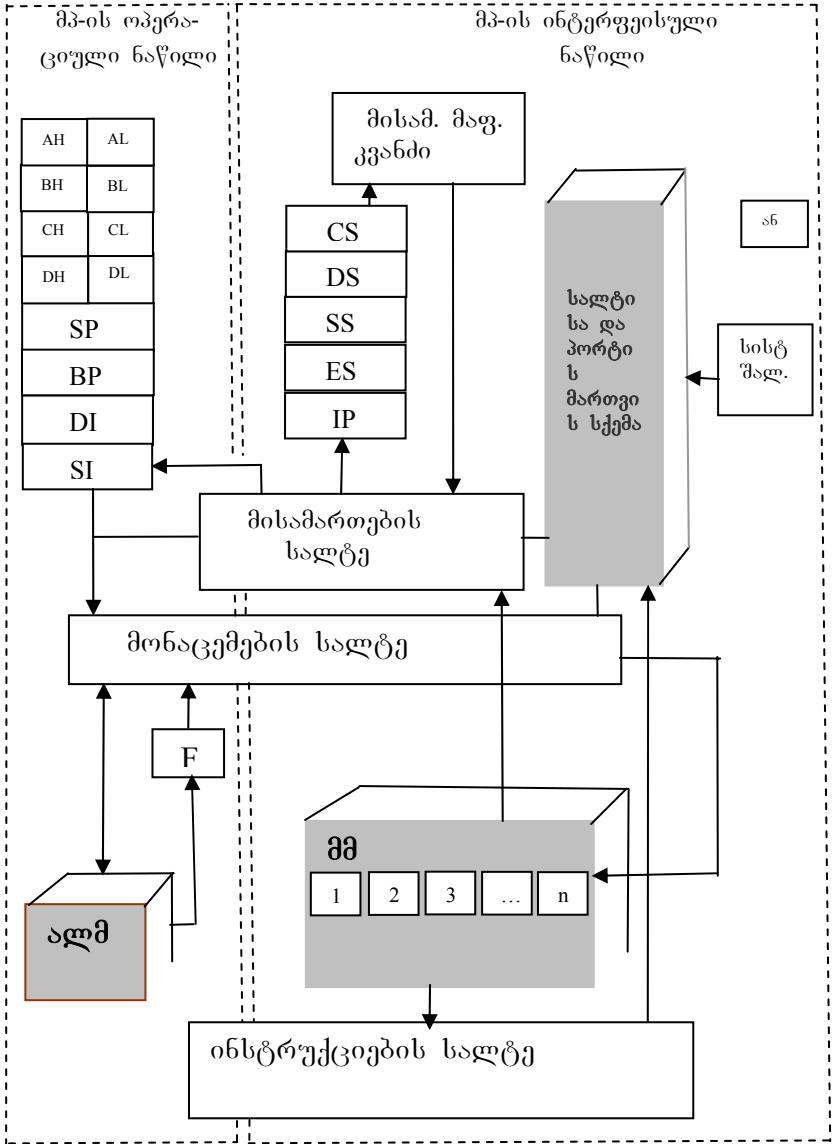 მპ-ის ოპერა-
ციული ნაწილი
მპ-ის ინტერფეისული
ნაწილი
AH AL
BH BL
CH CL
DH DL
SP
BP
DI
SI
მისამ. მაფ.
კვანძი
CS
DS
SS
ES
IP
სალტი
სა და
პორტი
ს
მართვი
ს სქემა
ან
სისტ
შალ.
მისამართების
სალტე
მონაცემების სალტე
F
ალმ
მმ
1 2 3 ... n
ინსტრუქციების სალტე